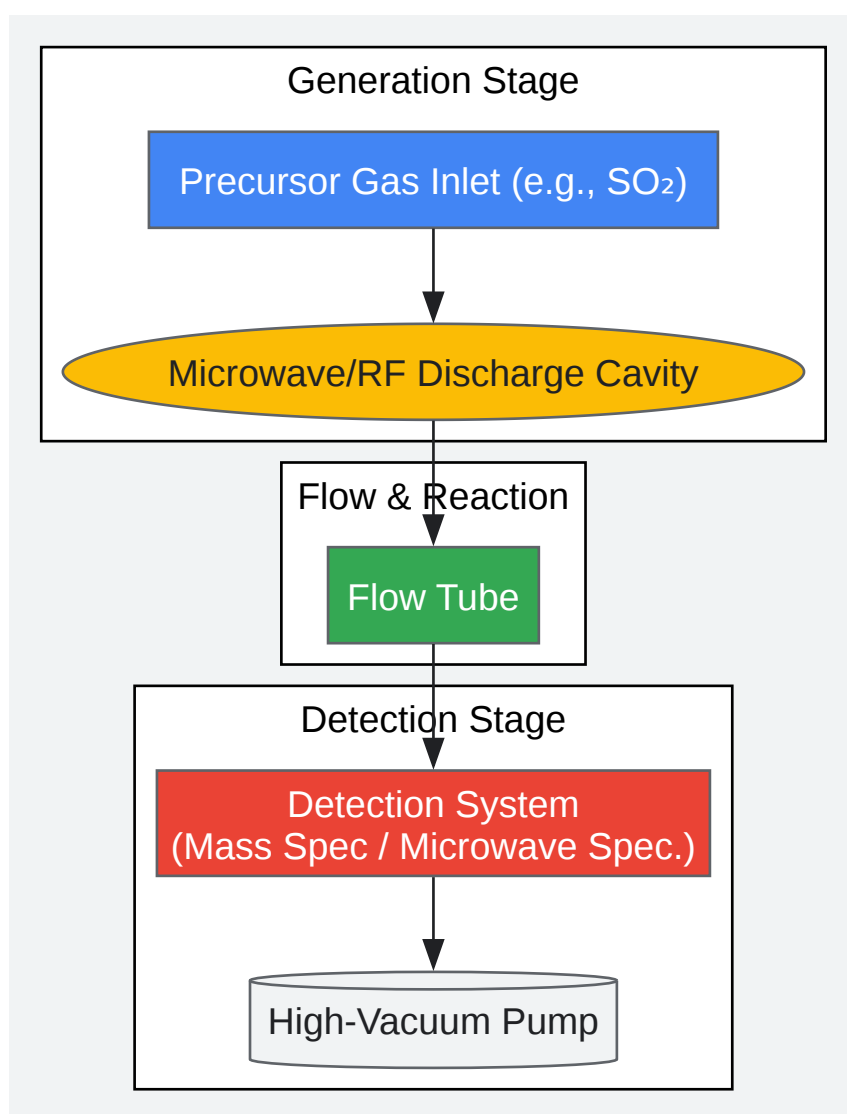 Generation Stage
Precursor Gas Inlet (e.g., SO₂)
Microwave/RF Discharge Cavity
Flow & Reaction
Flow Tube
Detection Stage
Detection System
(Mass Spec / Microwave Spec.)
High-Vacuum Pump